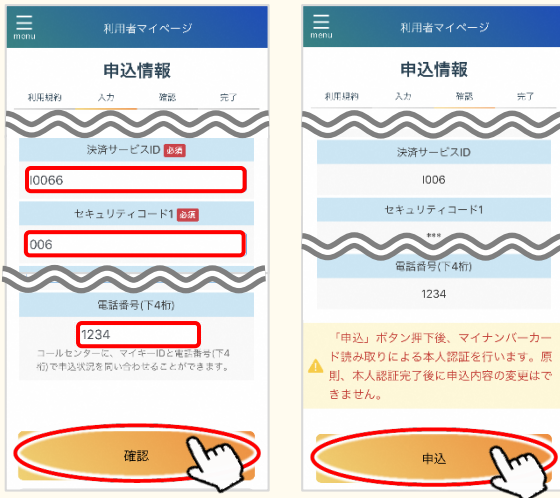 menu
利用者マイページ
申込情報
利用規約 入力 確認 完了
決済サービスID 必須
I0066
セキュリティコード1 必須
006
電話番号(下4桁)
1234
コールセンターに、マイキーIDと電話番号(下4
桁)で申込状況を問い合わせることができます。
確認
menu
利用者マイページ
申込情報
利用規約 入力 確認 完了
決済サービスID
I006
セキュリティコード1
***
電話番号(下4桁)
1234
「申込」ボタン押下後、マイナンバーカー
ド読み取りによる本人認証を行います。原
則、本人認証完了後に申込内容の変更はで
きません。
申込